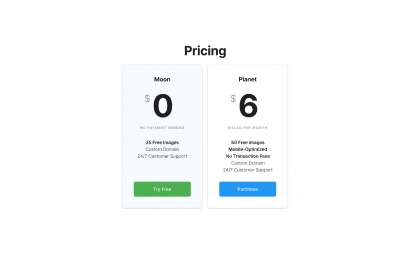 Pricing
Moon
$0
NO PAYMENT NEEDED
25 Free Images
Custom Domain
24/7 Customer Support
Try Free
Planet
$6
BILLED PER MONTH
60 Free Images
Mobile-Optimized
No Transaction Fees
Custom Domain
24/7 Customer Support
Purchase